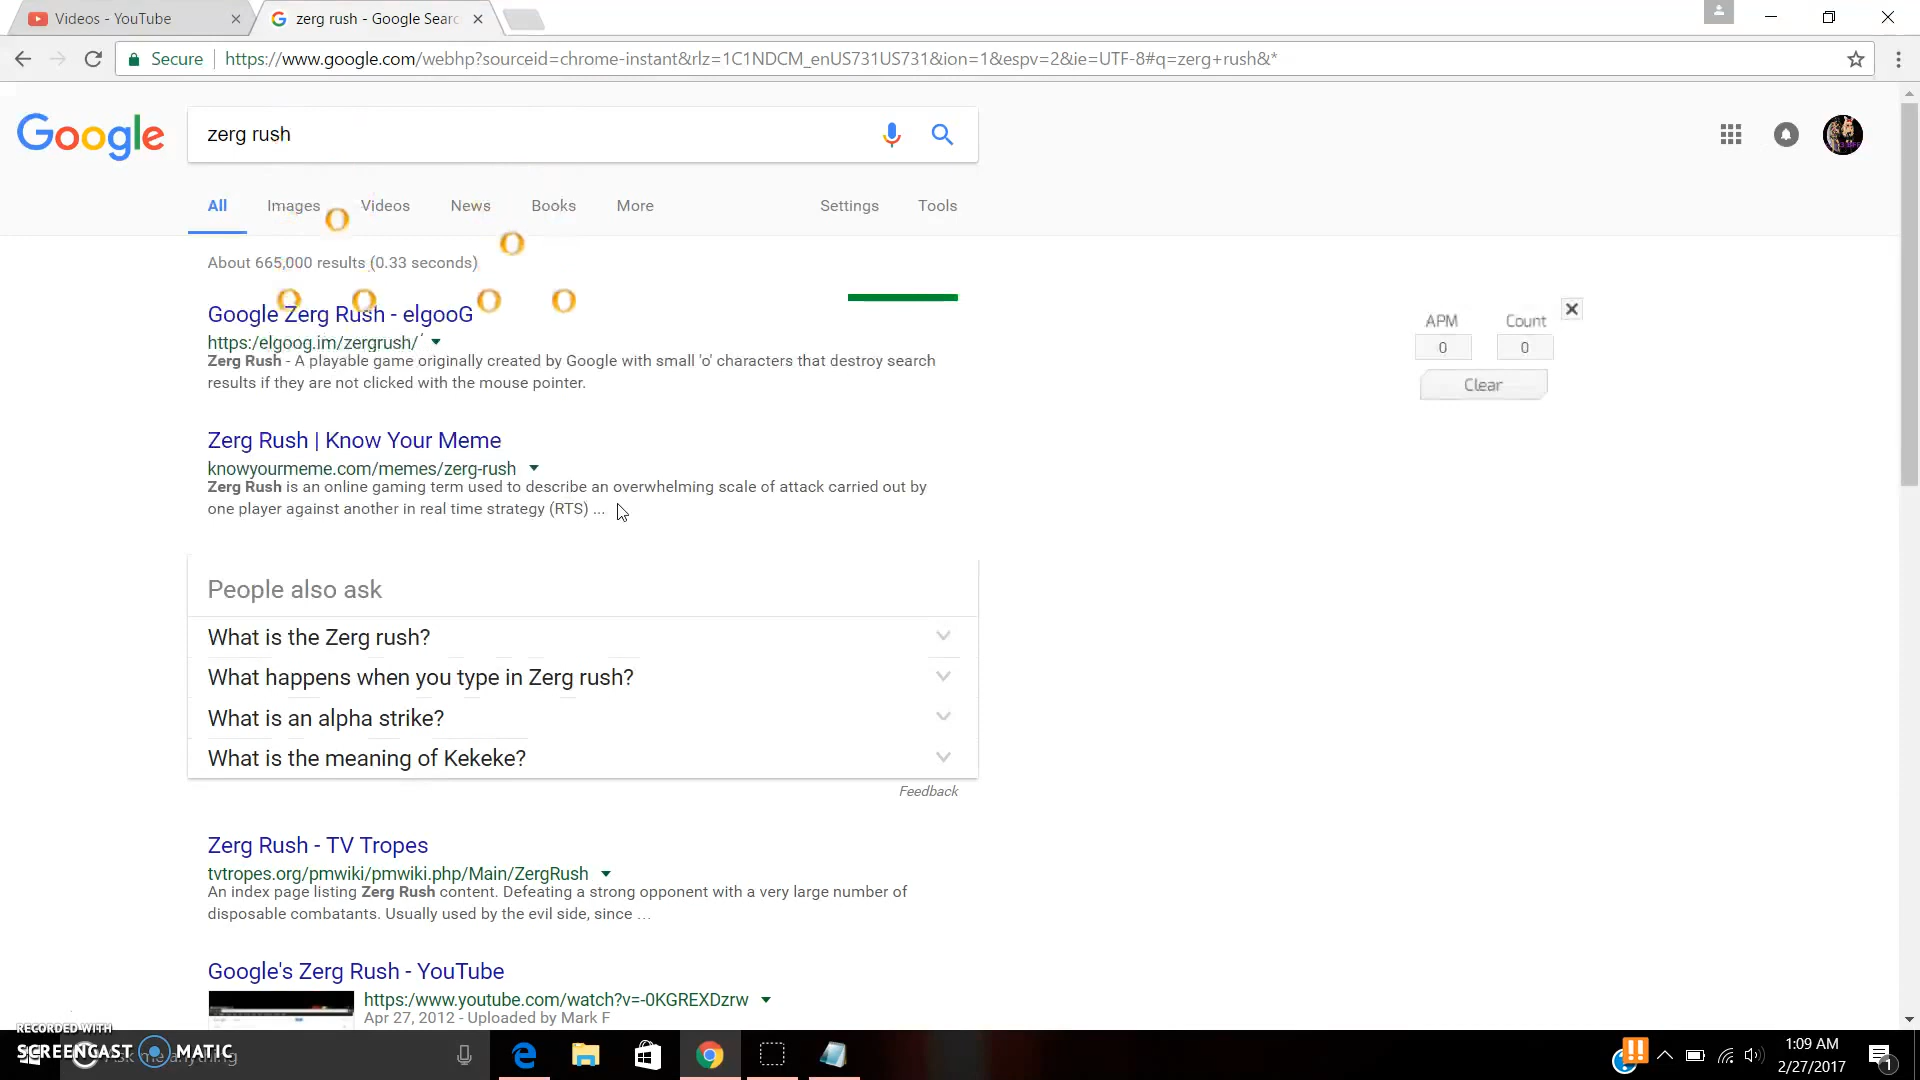 Videos - YouTube
zerg rush - Google Searc
Secure
https://www.google.com/webhp?sourceid=chrome-instant&rlz=1C1NDCM_enUS731US731&ion=1&espv=2&ie=UTF-8#q=zerg+rush&*
Google
zerg rush
All Images Videos News Books More Settings Tools
O
O
About 665,000 results (0.33 seconds)
O O O O
Google Zerg Rush - elgooG
https:/elgoog.im/zergrush/
Zerg Rush - A playable game originally created by Google with small 'o' characters that destroy search
results if they are not clicked with the mouse pointer.
APM Count
0 0
Clear
Zerg Rush | Know Your Meme
knowyourmeme.com/memes/zerg-rush
Zerg Rush is an online gaming term used to describe an overwhelming scale of attack carried out by
one player against another in real time strategy (RTS) ...
People also ask
What is the Zerg rush?
What happens when you type in Zerg rush?
What is an alpha strike?
What is the meaning of Kekeke?
Feedback
Zerg Rush - TV Tropes
tvtropes.org/pmwiki/pmwiki.php/Main/ZergRush
An index page listing Zerg Rush content. Defeating a strong opponent with a very large number of
disposable combatants. Usually used by the evil side, since ...
Google's Zerg Rush - YouTube
https://www.youtube.com/watch?v=-0KGREXDzrw
Apr 27, 2012 - Uploaded by Mark F
RECORDED WITH
SCREENCAST MATIC
Ask me anything
1:09 AM
2/27/2017
1